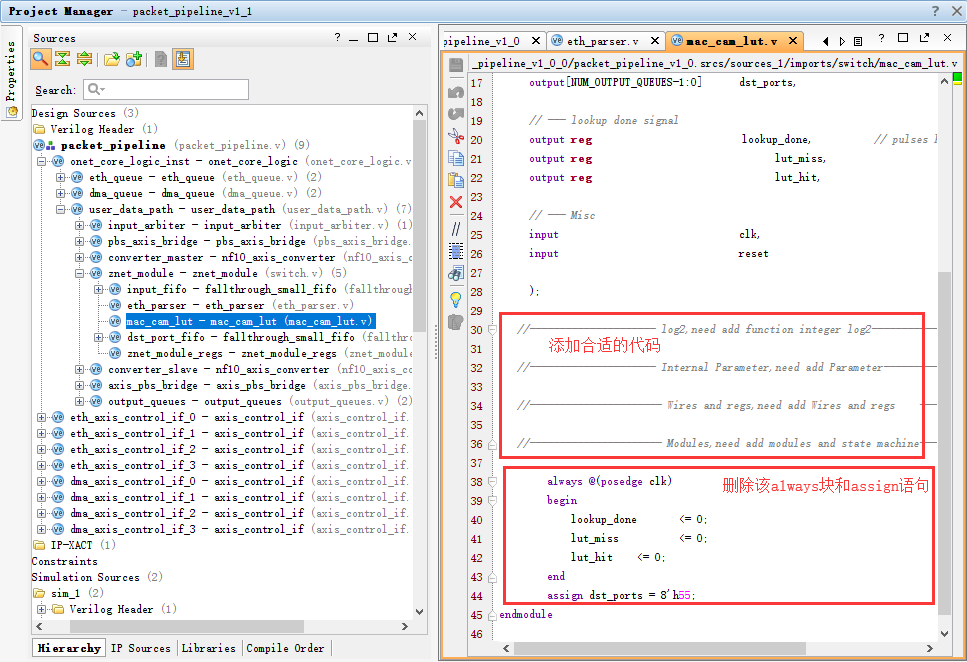 Project Manager - packet_pipeline_v1_1
Properties
Sources
Search:
Design Sources (3)
Verilog Header (1)
packet_pipeline (packet_pipeline.v) (9)
onet_core_logic_inst - onet_core_logic (onet_core_logic.v
eth_queue - eth_queue (eth_queue.v) (2)
dma_queue - dma_queue (dma_queue.v) (2)
user_data_path - user_data_path (user_data_path.v) (7)
input_arbiter - input_arbiter (input_arbiter.v) (1)
pbs_axis_bridge - pbs_axis_bridge (pbs_axis_bridge.
converter_master - nf10_axis_converter (nf10_axis_c
znet_module - znet_module (switch.v) (5)
input_fifo - fallthrough_small_fifo (fallthroug
eth_parser - eth_parser (eth_parser.v)
mac_cam_lut - mac_cam_lut (mac_cam_lut.v)
dst_port_fifo - fallthrough_small_fifo (fallth
znet_module_regs - znet_module_regs (znet_module
converter_slave - nf10_axis_converter (nf10_axis_co
axis_pbs_bridge - axis_pbs_bridge (axis_pbs_bridge.
output_queues - output_queues (output_queues.v) (2)
eth_axis_control_if_0 - axis_control_if (axis_control_if.
eth_axis_control_if_1 - axis_control_if (axis_control_if.
eth_axis_control_if_2 - axis_control_if (axis_control_if.
eth_axis_control_if_3 - axis_control_if (axis_control_if.
dma_axis_control_if_0 - axis_control_if (axis_control_if.
dma_axis_control_if_1 - axis_control_if (axis_control_if.
dma_axis_control_if_2 - axis_control_if (axis_control_if.
dma_axis_control_if_3 - axis_control_if (axis_control_if.
IP-XACT (1)
Constraints
Simulation Sources (2)
sim_1 (2)
Verilog Header (1)
Hierarchy IP Sources Libraries Compile Order
pipeline_v1_0 eth_parser.v mac_cam_lut.v
_pipeline_v1_0_0/packet_pipeline_v1_0.srcs/sources_1/imports/switch/mac_cam_lut.v
17 output[NUM_OUTPUT_QUEUES-1:0] dst_ports,
18
19 // --- lookup done signal
20 output reg lookup_done, // pulses
21 output reg lut_miss,
22 output reg lut_hit,
23
24 // --- Misc
25 input clk,
26 input reset
27
28 );
29
30 //------------------ log2,need add function integer log2---------
31 添加合适的代码
32 //------------------ Internal Parameter,need add Parameter--------
33
34 //------------------- Wires and regs,need add Wires and regs
35
36 //------------------- Modules,need add modules and state machine--
37
38 always @(posedge clk) 删除该always块和assign语句
39 begin
40 lookup_done <= 0;
41 lut_miss <= 0;
42 lut_hit <= 0;
43 end
44 assign dst_ports = 8'h55;
45 endmodule
46